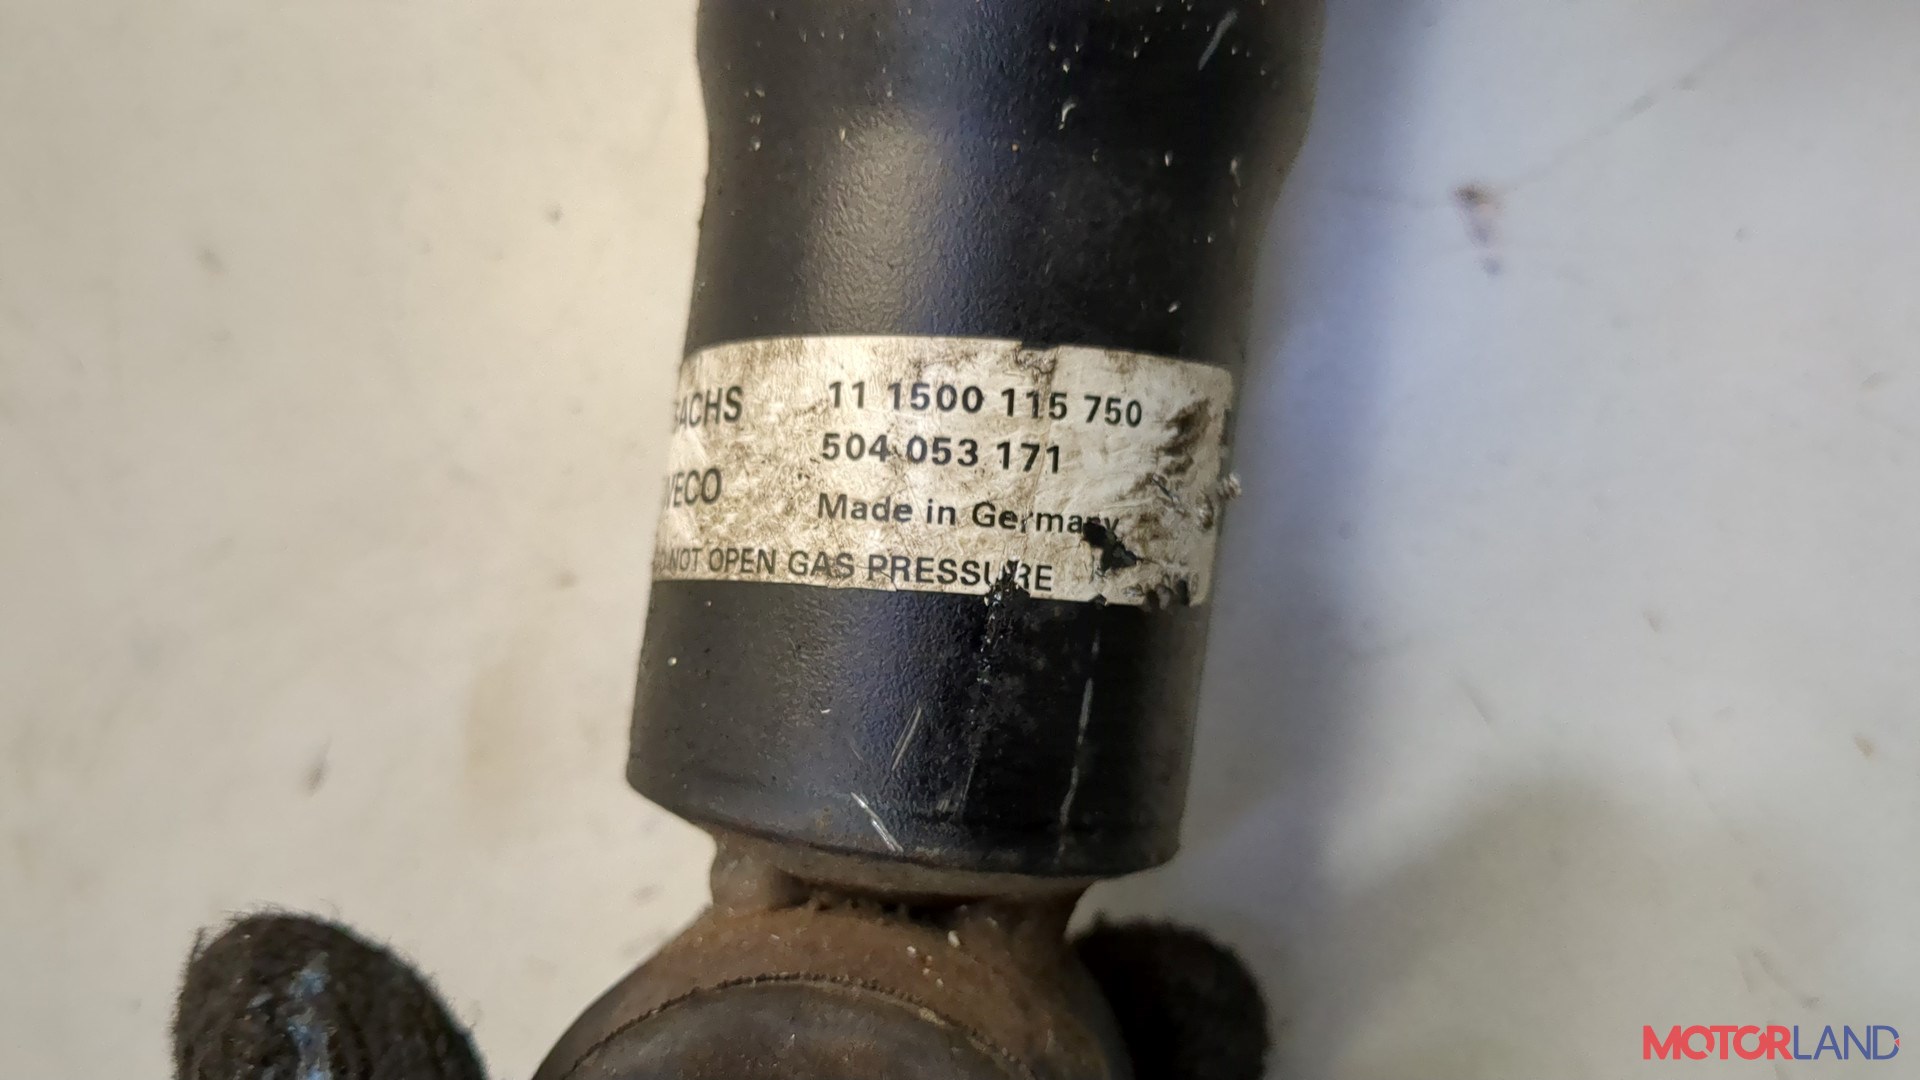 SACHS 11 1500 115 750
504 053 171
IVECO
Made in Germany
DO NOT OPEN GAS PRESSURE
MOTORLAND